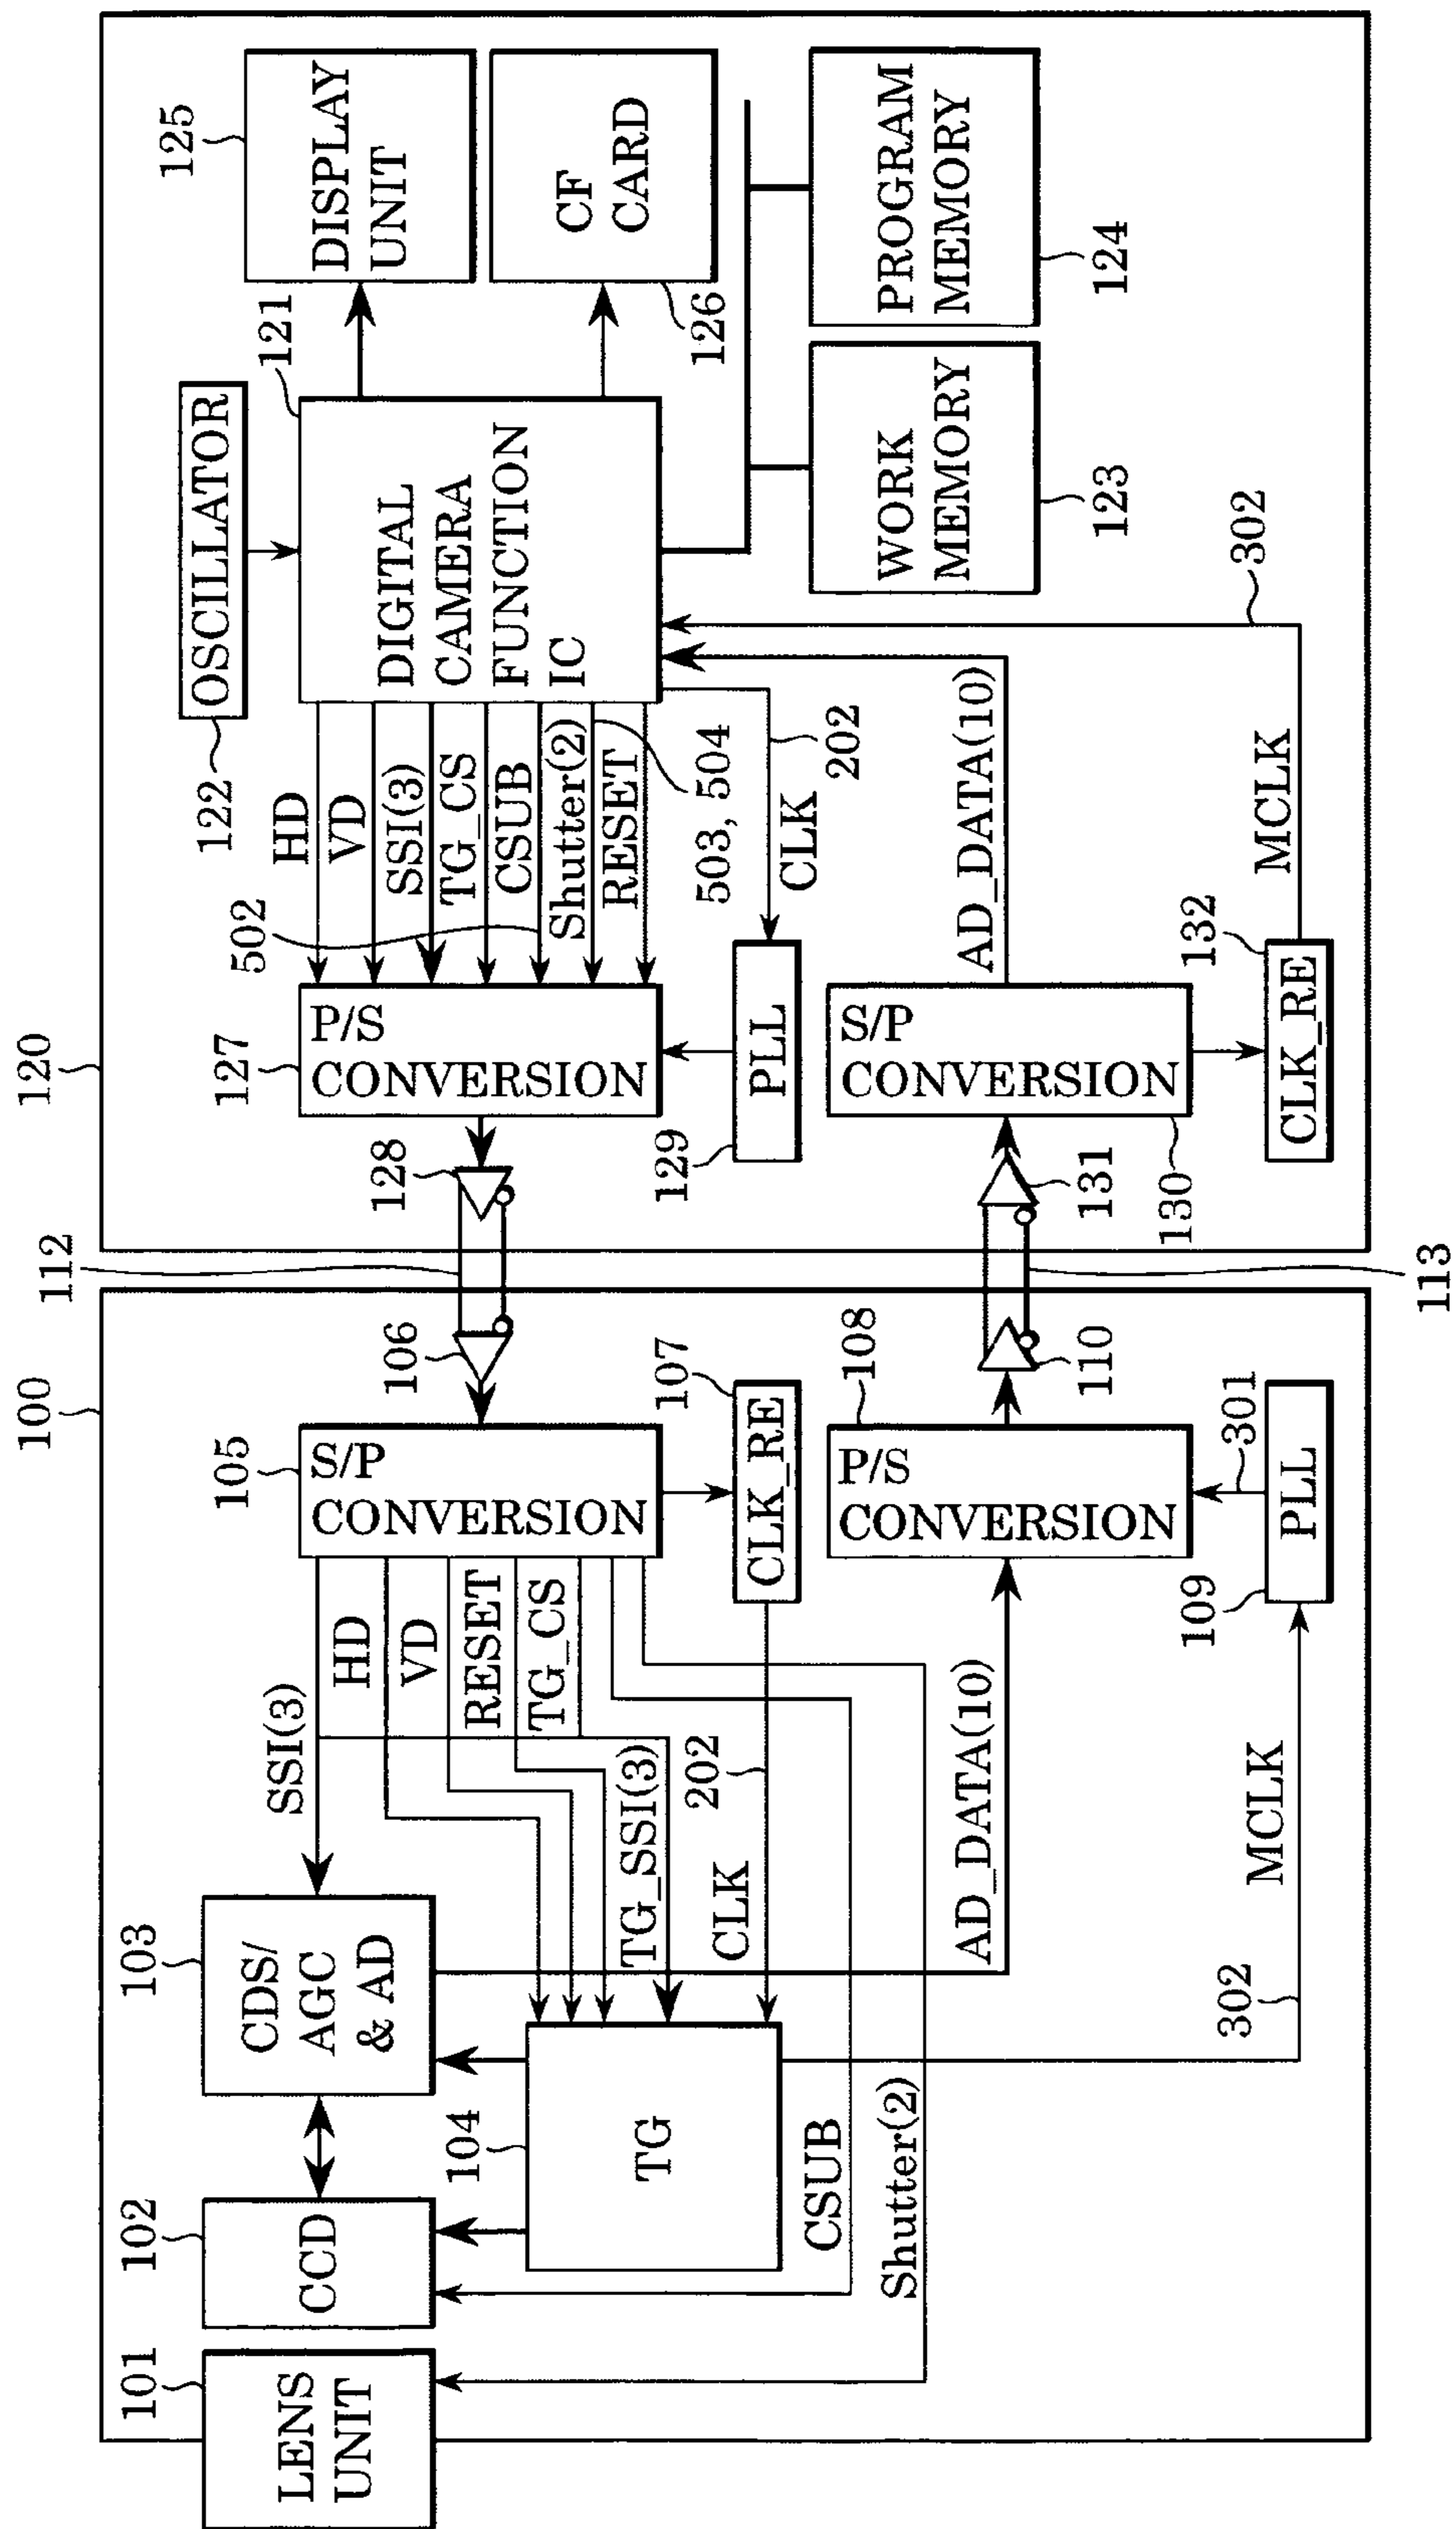 100
112
120
101
LENS
UNIT
102
CCD
103
CDS/
AGC
& AD
104
TG
SSI(3)
HD
VD
RESET
TG_CS
TG_SSI(3)
202
CLK
CSUB
Shutter(2)
AD_DATA(10)
302
MCLK
105
S/P
CONVERSION
106
107
CLK_RE
108
P/S
CONVERSION
110
301
109
PLL
113
127
P/S
CONVERSION
128
129
PLL
S/P
CONVERSION
130
131
132
CLK_RE
MCLK
302
AD_DATA(10)
502
HD
VD
SSI(3)
TG_CS
CSUB
Shutter(2)
RESET
503, 504
CLK
202
122
OSCILLATOR
121
DIGITAL
CAMERA
FUNCTION
IC
125
DISPLAY
UNIT
CF
CARD
126
WORK
MEMORY
123
PROGRAM
MEMORY
124